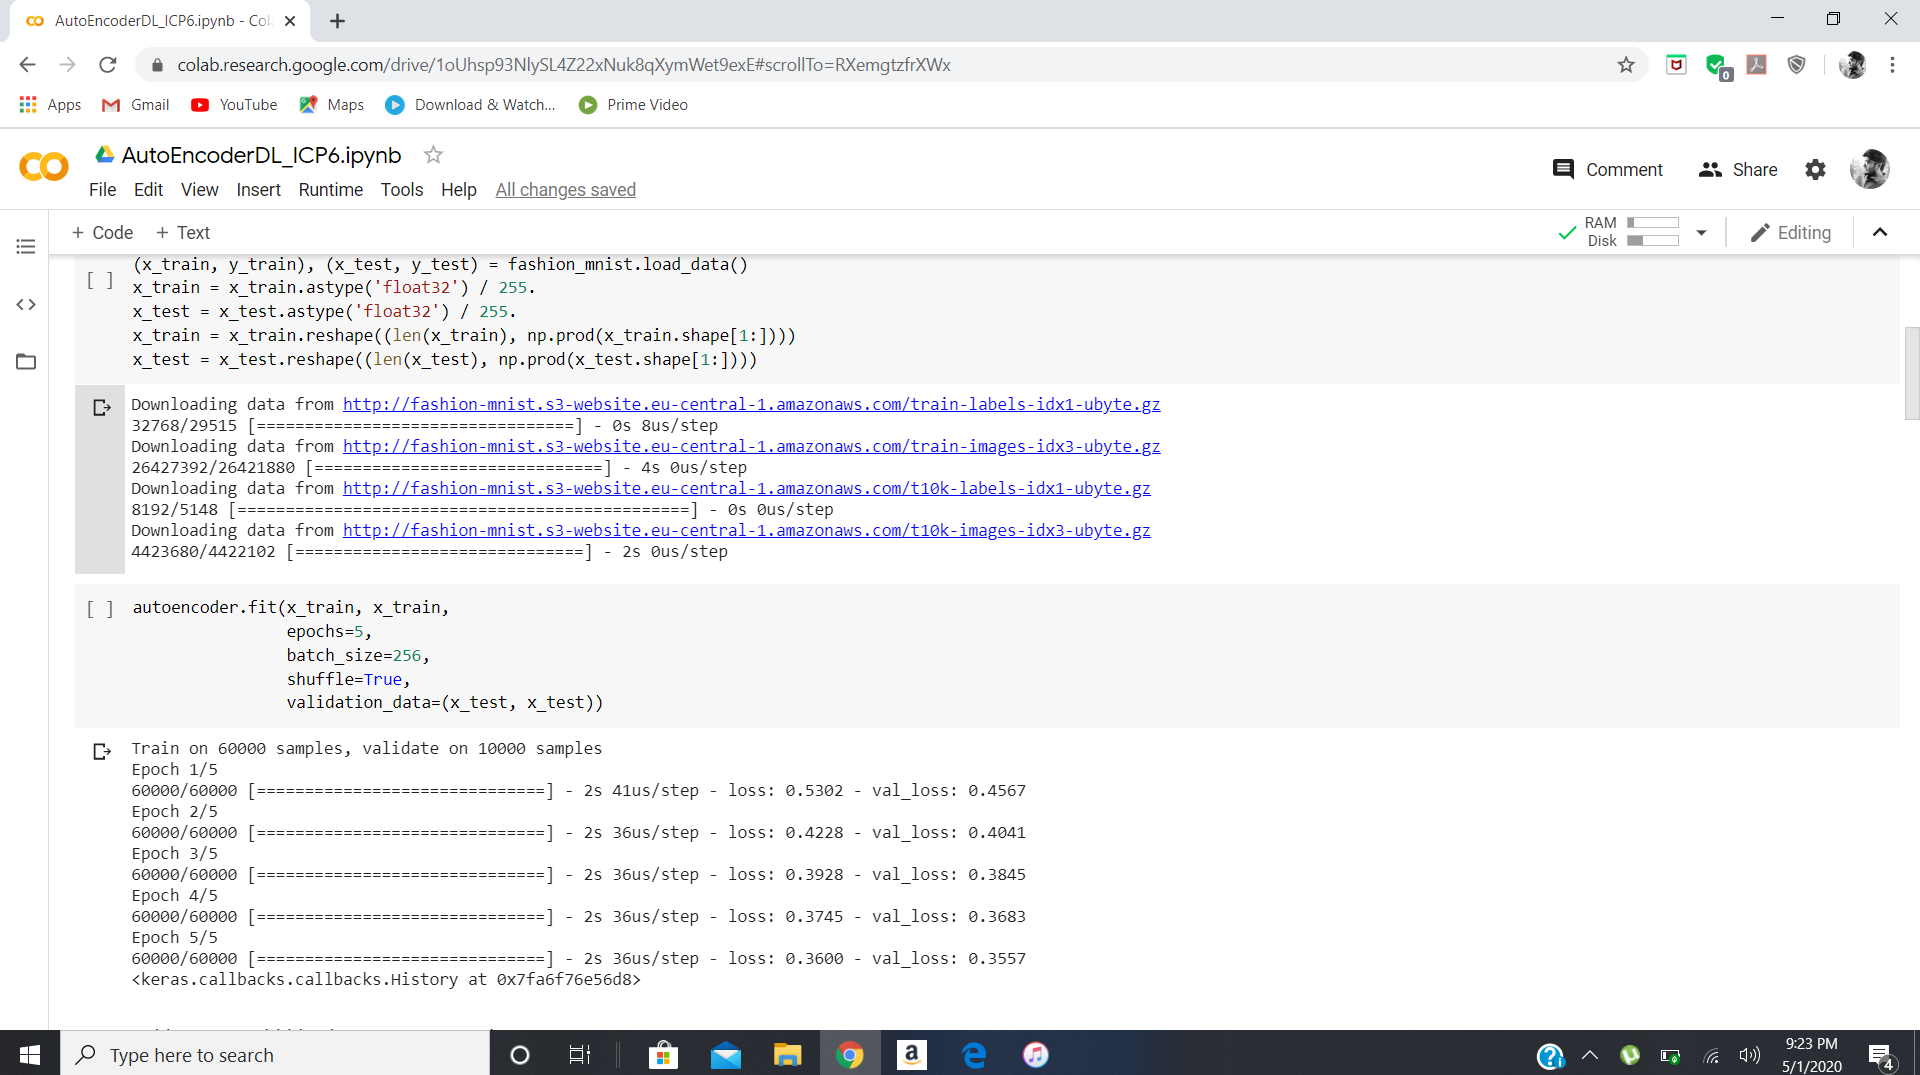 AutoEncoderDL_ICP6.ipynb - Col
colab.research.google.com/drive/1oUhsp93NlySL4Z22xNuk8qXymWet9exE#scrollTo=RXemgtzfrXWx
0
Apps Gmail YouTube Maps Download & Watch... Prime Video
AutoEncoderDL_ICP6.ipynb
File Edit View Insert Runtime Tools Help All changes saved
Comment Share
+ Code + Text
RAM
Disk
Editing
(x_train, y_train), (x_test, y_test) = fashion_mnist.load_data()
[ ] x_train = x_train.astype('float32') / 255.
x_test = x_test.astype('float32') / 255.
x_train = x_train.reshape((len(x_train), np.prod(x_train.shape[1:])))
x_test = x_test.reshape((len(x_test), np.prod(x_test.shape[1:])))
Downloading data from http://fashion-mnist.s3-website.eu-central-1.amazonaws.com/train-labels-idx1-ubyte.gz
32768/29515 [=================================] - 0s 8us/step
Downloading data from http://fashion-mnist.s3-website.eu-central-1.amazonaws.com/train-images-idx3-ubyte.gz
26427392/26421880 [==============================] - 4s 0us/step
Downloading data from http://fashion-mnist.s3-website.eu-central-1.amazonaws.com/t10k-labels-idx1-ubyte.gz
8192/5148 [===============================================] - 0s 0us/step
Downloading data from http://fashion-mnist.s3-website.eu-central-1.amazonaws.com/t10k-images-idx3-ubyte.gz
4423680/4422102 [==============================] - 2s 0us/step
[ ] autoencoder.fit(x_train, x_train,
epochs=5,
batch_size=256,
shuffle=True,
validation_data=(x_test, x_test))
Train on 60000 samples, validate on 10000 samples
Epoch 1/5
60000/60000 [==============================] - 2s 41us/step - loss: 0.5302 - val_loss: 0.4567
Epoch 2/5
60000/60000 [==============================] - 2s 36us/step - loss: 0.4228 - val_loss: 0.4041
Epoch 3/5
60000/60000 [==============================] - 2s 36us/step - loss: 0.3928 - val_loss: 0.3845
Epoch 4/5
60000/60000 [==============================] - 2s 36us/step - loss: 0.3745 - val_loss: 0.3683
Epoch 5/5
60000/60000 [==============================] - 2s 36us/step - loss: 0.3600 - val_loss: 0.3557
<keras.callbacks.callbacks.History at 0x7fa6f76e56d8>
Type here to search
9:23 PM
5/1/2020
4